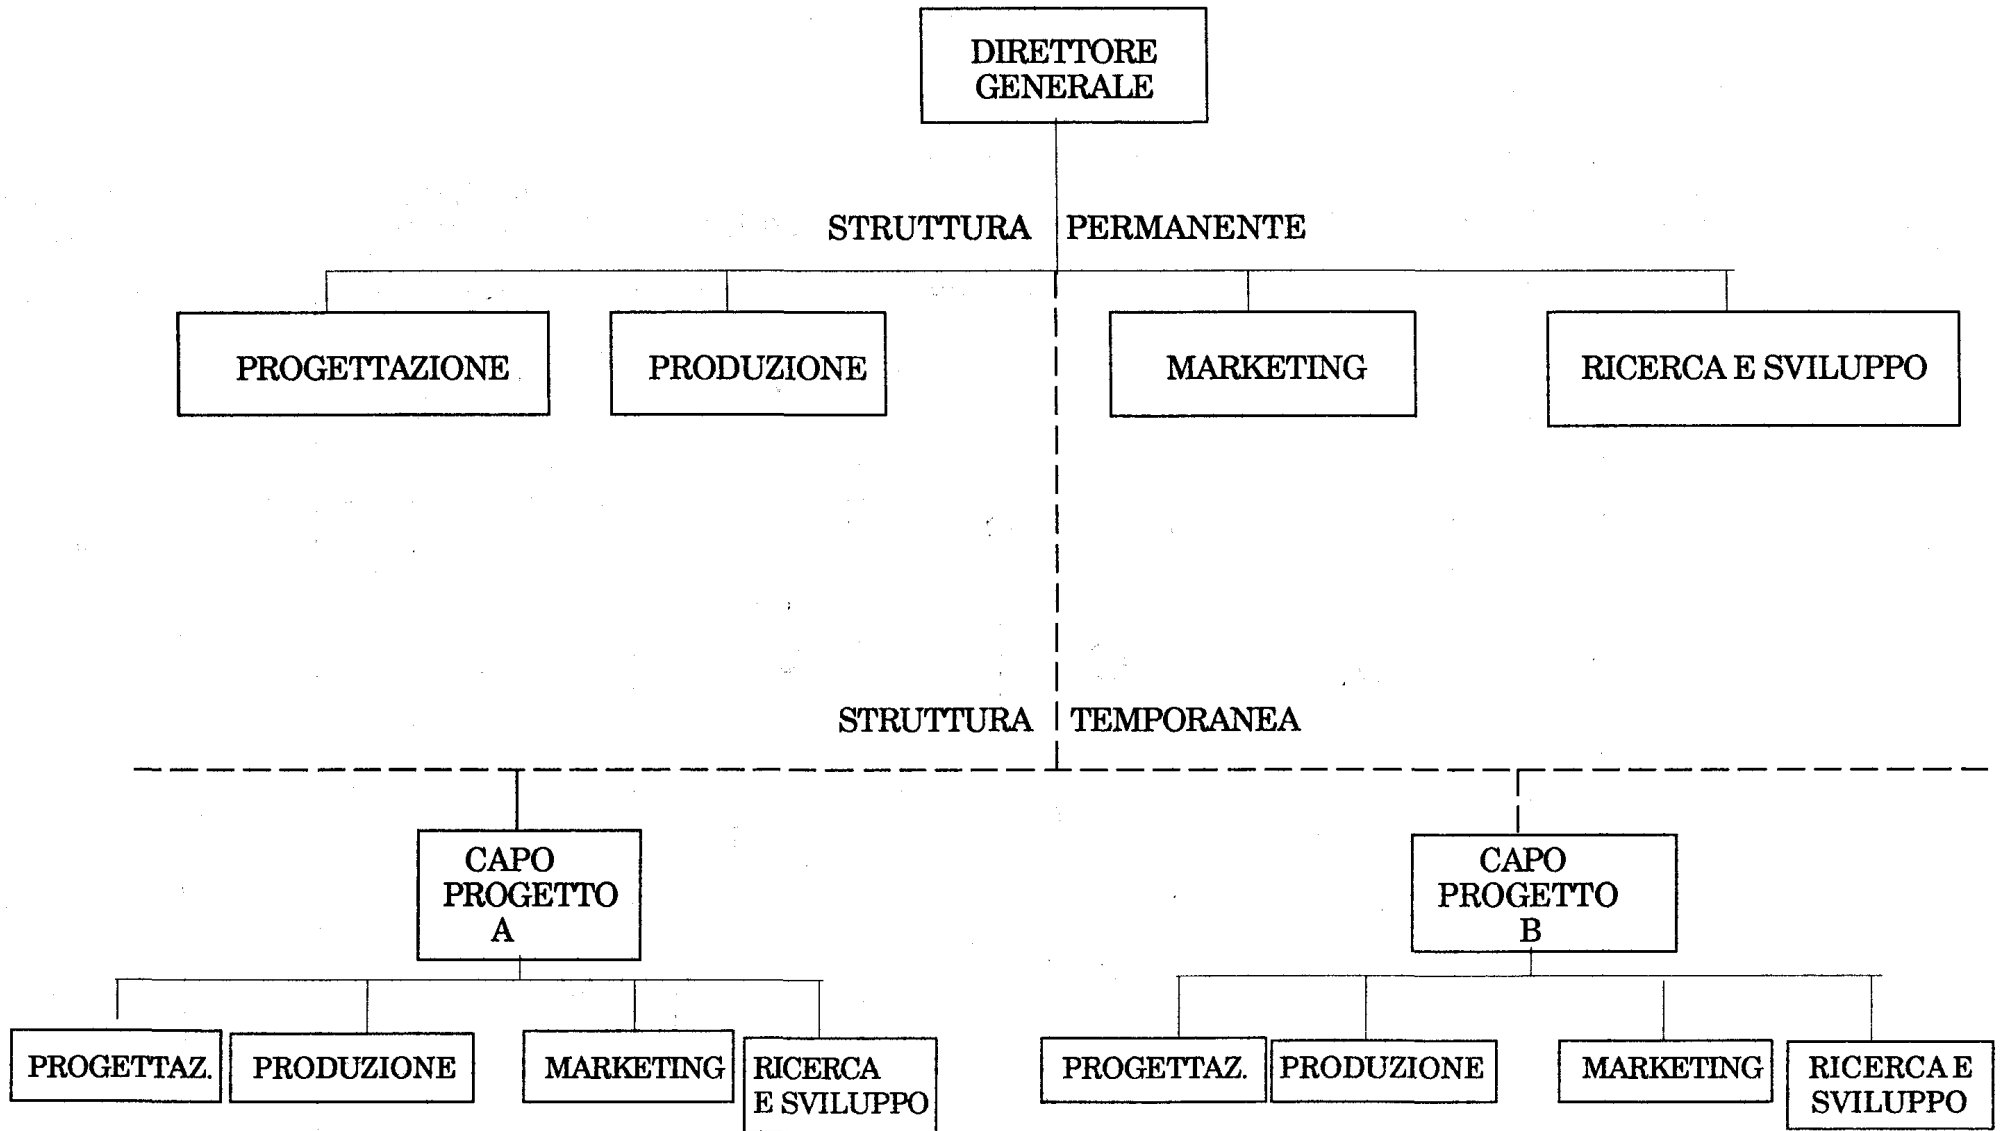 DIRETTORE
GENERALE
STRUTTURA PERMANENTE
PROGETTAZIONE
PRODUZIONE
MARKETING
RICERCA E SVILUPPO
STRUTTURA TEMPORANEA
CAPO
PROGETTO
A
CAPO
PROGETTO
B
PROGETTAZ.
PRODUZIONE
MARKETING
RICERCA
E SVILUPPO
PROGETTAZ.
PRODUZIONE
MARKETING
RICERCA E
SVILUPPO